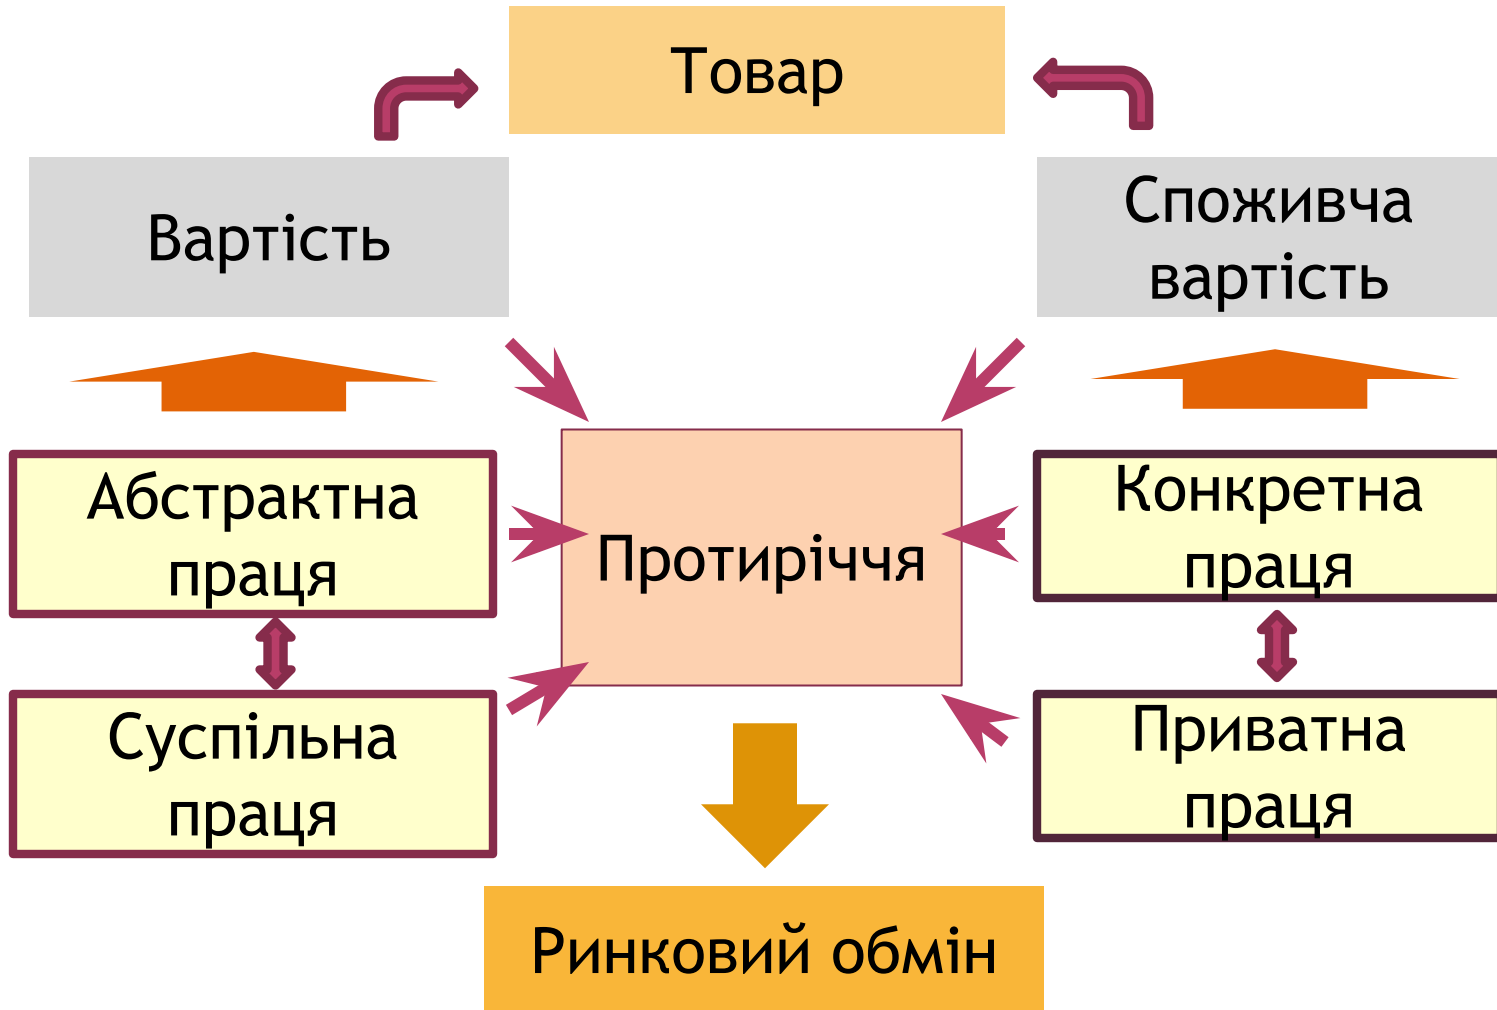 Товар
Вартість
Споживча
вартість
Абстрактна
праця
Протиріччя
Конкретна
праця
Суспільна
праця
Приватна
праця
Ринковий обмін